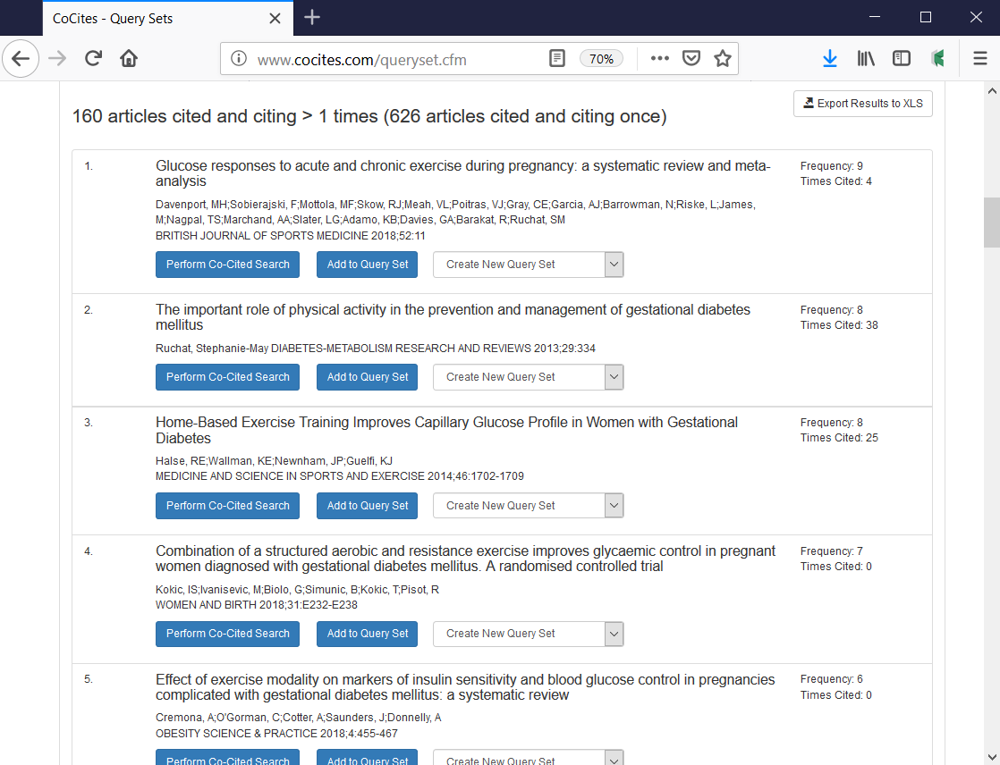 CoCites - Query Sets
www.cocites.com/queryset.cfm
70%
160 articles cited and citing > 1 times (626 articles cited and citing once)
Export Results to XLS
1.
Glucose responses to acute and chronic exercise during pregnancy: a systematic review and meta-
analysis
Davenport, MH;Sobierajski, F;Mottola, MF;Skow, RJ;Meah, VL;Poitras, VJ;Gray, CE;Garcia, AJ;Barrowman, N;Riske, L;James,
M;Nagpal, TS;Marchand, AA;Slater, LG;Adamo, KB;Davies, GA;Barakat, R;Ruchat, SM
BRITISH JOURNAL OF SPORTS MEDICINE 2018;52:11
Frequency: 9
Times Cited: 4
Perform Co-Cited Search
Add to Query Set
Create New Query Set
2.
The important role of physical activity in the prevention and management of gestational diabetes
mellitus
Ruchat, Stephanie-May DIABETES-METABOLISM RESEARCH AND REVIEWS 2013;29:334
Frequency: 8
Times Cited: 38
Perform Co-Cited Search
Add to Query Set
Create New Query Set
3.
Home-Based Exercise Training Improves Capillary Glucose Profile in Women with Gestational
Diabetes
Halse, RE;Wallman, KE;Newnham, JP;Guelfi, KJ
MEDICINE AND SCIENCE IN SPORTS AND EXERCISE 2014;46:1702-1709
Frequency: 8
Times Cited: 25
Perform Co-Cited Search
Add to Query Set
Create New Query Set
4.
Combination of a structured aerobic and resistance exercise improves glycaemic control in pregnant
women diagnosed with gestational diabetes mellitus. A randomised controlled trial
Kokic, IS;Ivanisevic, M;Biolo, G;Simunic, B;Kokic, T;Pisot, R
WOMEN AND BIRTH 2018;31:E232-E238
Frequency: 7
Times Cited: 0
Perform Co-Cited Search
Add to Query Set
Create New Query Set
5.
Effect of exercise modality on markers of insulin sensitivity and blood glucose control in pregnancies
complicated with gestational diabetes mellitus: a systematic review
Cremona, A;O'Gorman, C;Cotter, A;Saunders, J;Donnelly, A
OBESITY SCIENCE & PRACTICE 2018;4:455-467
Frequency: 6
Times Cited: 0
Perform Co-Cited Search
Add to Query Set
Create New Query Set